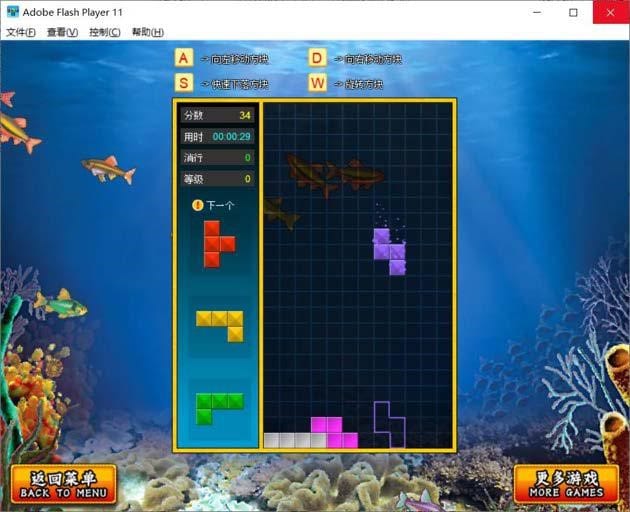 Adobe Flash Player 11
文件(F) 查看(V) 控制(C) 帮助(H)
A -> 向左移动方块 D -> 向右移动方块
S -> 快速下落方块 W -> 旋转方块
分数 34
用时 00:00:29
消行 0
等级 0
! 下一个
返回菜单 更多游戏
BACK TO MENU MORE GAMES